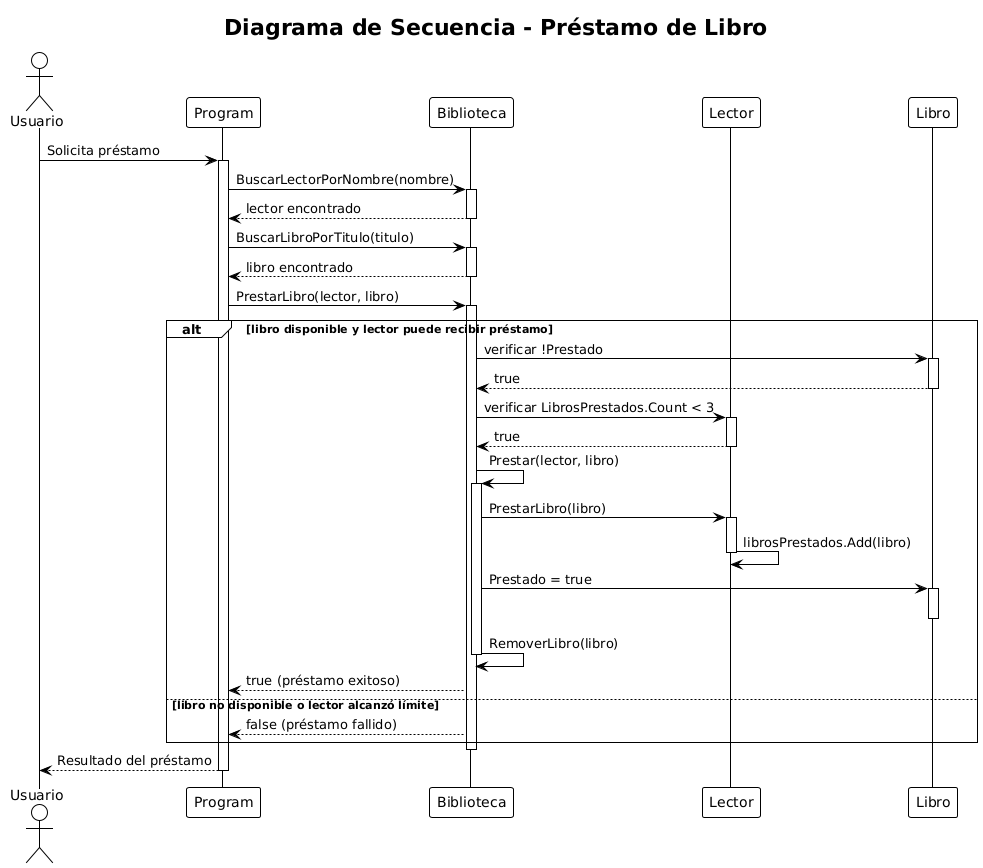 Diagrama de Secuencia - Préstamo de Libro
Usuario
Program
Biblioteca
Lector
Libro
Solicita préstamo
BuscarLectorPorNombre(nombre)
lector encontrado
BuscarLibroPorTitulo(titulo)
libro encontrado
PrestarLibro(lector, libro)
alt [libro disponible y lector puede recibir préstamo]
verificar !Prestado
true
verificar LibrosPrestados.Count < 3
true
Prestar(lector, libro)
PrestarLibro(libro)
librosPrestados.Add(libro)
Prestado = true
RemoverLibro(libro)
true (préstamo exitoso)
[libro no disponible o lector alcanzó límite]
false (préstamo fallido)
Resultado del préstamo
Usuario
Program
Biblioteca
Lector
Libro